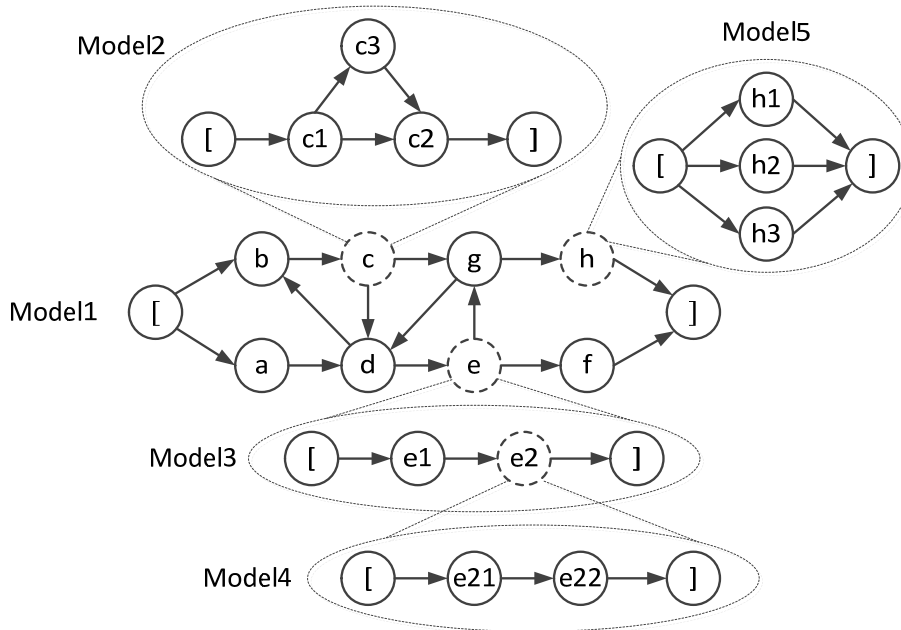 Model2
c3
[ c1 c2 ]
Model5
h1
[ h2 ]
h3
Model1
b c g h
[ ]
a d e f
Model3
[ e1 e2 ]
Model4
[ e21 e22 ]